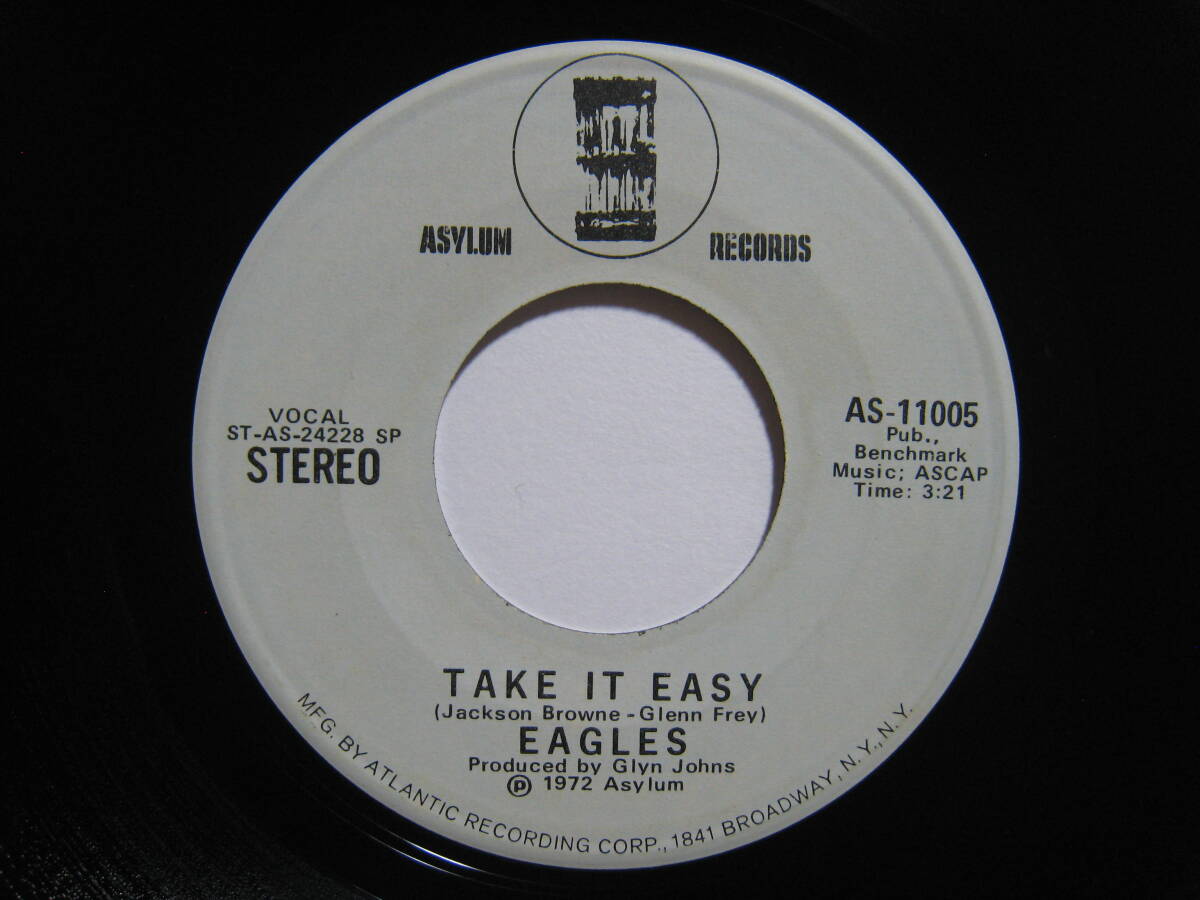 ASYLUM RECORDS
VOCAL
ST-AS-24228 SP
STEREO
AS-11005
Pub.,
Benchmark
Music; ASCAP
Time: 3:21
TAKE IT EASY
(Jackson Browne-Glenn Frey)
EAGLES
Produced by Glyn Johns
℗ 1972 Asylum
MFG. BY ATLANTIC RECORDING CORP., 1841 BROADWAY, N.Y., N.Y.